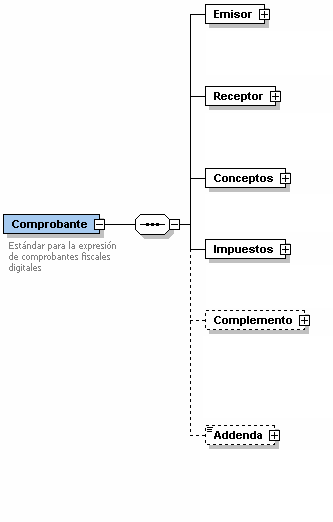 Emisor
Receptor
Conceptos
Comprobante
Estándar para la expresión
de comprobantes fiscales
digitales
Impuestos
Complemento
Addenda